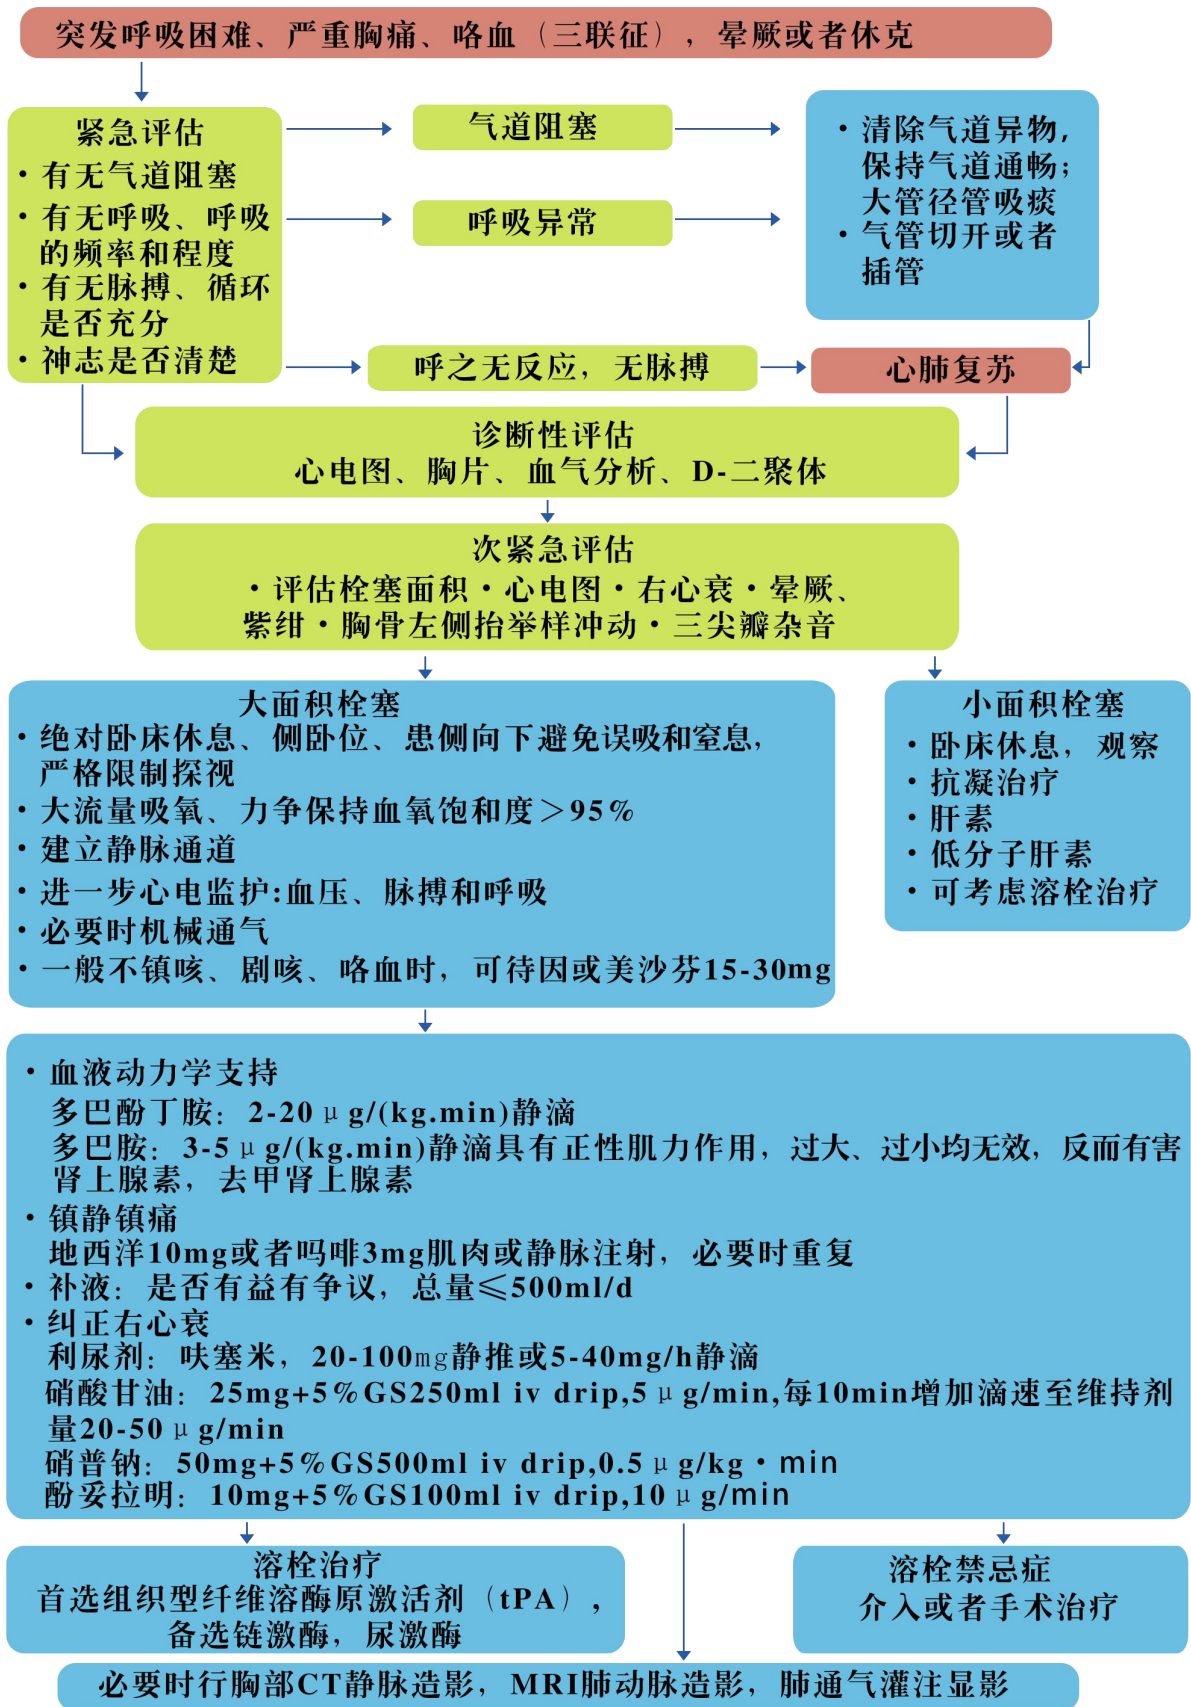 突发呼吸困难、严重胸痛、咯血（三联征），晕厥或者休克
紧急评估
・有无气道阻塞
・有无呼吸、呼吸
的频率和程度
・有无脉搏、循环
是否充分
・神志是否清楚
气道阻塞
呼吸异常
・清除气道异物，
保持气道通畅；
大管径管吸痰
・气管切开或者
插管
呼之无反应，无脉搏
心肺复苏
诊断性评估
心电图、胸片、血气分析、D-二聚体
次紧急评估
・评估栓塞面积・心电图・右心衰・晕厥、
紫绀・胸骨左侧抬举样冲动・三尖瓣杂音
大面积栓塞
・绝对卧床休息、侧卧位、患侧向下避免误吸和窒息，
严格限制探视
・大流量吸氧、力争保持血氧饱和度＞95%
・建立静脉通道
・进一步心电监护:血压、脉搏和呼吸
・必要时机械通气
・一般不镇咳、剧咳、咯血时，可待因或美沙芬15-30mg
小面积栓塞
・卧床休息，观察
・抗凝治疗
・肝素
・低分子肝素
・可考虑溶栓治疗
・血液动力学支持
多巴酚丁胺：2-20μg/(kg.min)静滴
多巴胺：3-5μg/(kg.min)静滴具有正性肌力作用，过大、过小均无效，反而有害
肾上腺素，去甲肾上腺素
・镇静镇痛
地西洋10mg或者吗啡3mg肌肉或静脉注射，必要时重复
・补液：是否有益有争议，总量≤500ml/d
・纠正右心衰
利尿剂：呋塞米，20-100mg静推或5-40mg/h静滴
硝酸甘油：25mg+5%GS250ml iv drip,5μg/min,每10min增加滴速至维持剂
量20-50μg/min
硝普钠：50mg+5%GS500ml iv drip,0.5μg/kg・min
酚妥拉明：10mg+5%GS100ml iv drip,10μg/min
溶栓治疗
首选组织型纤维溶酶原激活剂（tPA），
备选链激酶，尿激酶
溶栓禁忌症
介入或者手术治疗
必要时行胸部CT静脉造影，MRI肺动脉造影，肺通气灌注显影